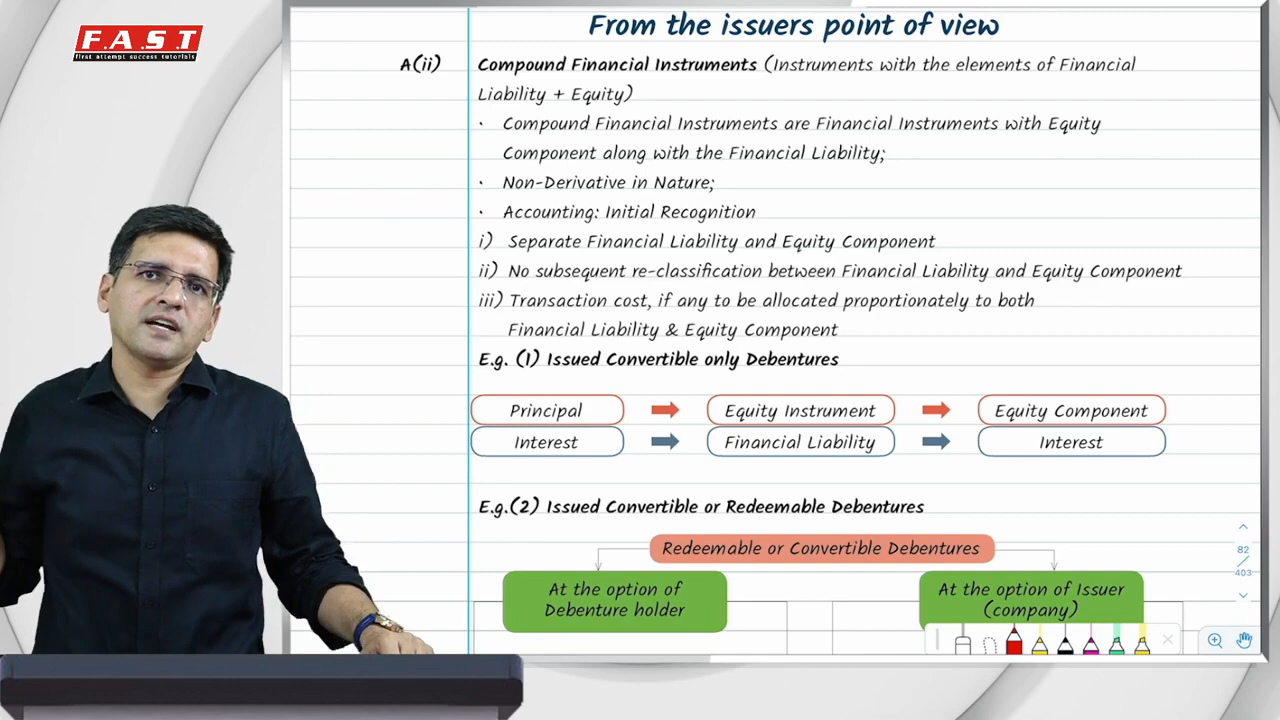 F.A.S.T
first attempt success tutorials
From the issuers point of view
A(ii) Compound Financial Instruments (Instruments with the elements of Financial
Liability + Equity)
· Compound Financial Instruments are Financial Instruments with Equity
Component along with the Financial Liability;
· Non-Derivative in Nature;
· Accounting: Initial Recognition
i) Separate Financial Liability and Equity Component
ii) No subsequent re-classification between Financial Liability and Equity Component
iii) Transaction cost, if any to be allocated proportionately to both
Financial Liability & Equity Component
E.g. (1) Issued Convertible only Debentures
Principal Equity Instrument Equity Component
Interest Financial Liability Interest
E.g.(2) Issued Convertible or Redeemable Debentures
Redeemable or Convertible Debentures
At the option of
Debenture holder
At the option of Issuer
(company)
82
/
403